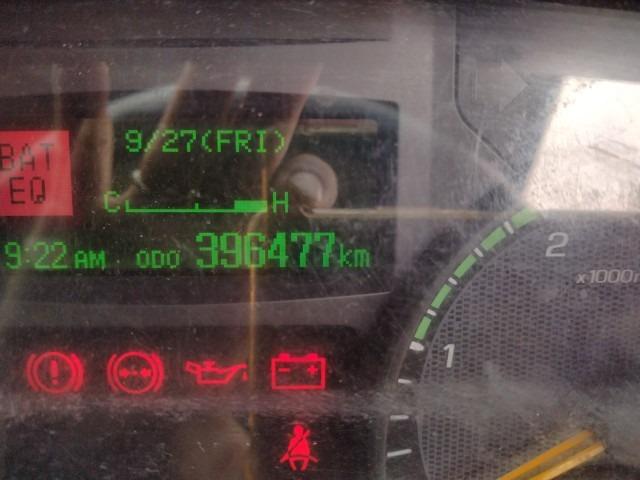 BAT
EQ
9/27(FRI)
C H
9:22 AM ODO 396477km
2
x1000r
1